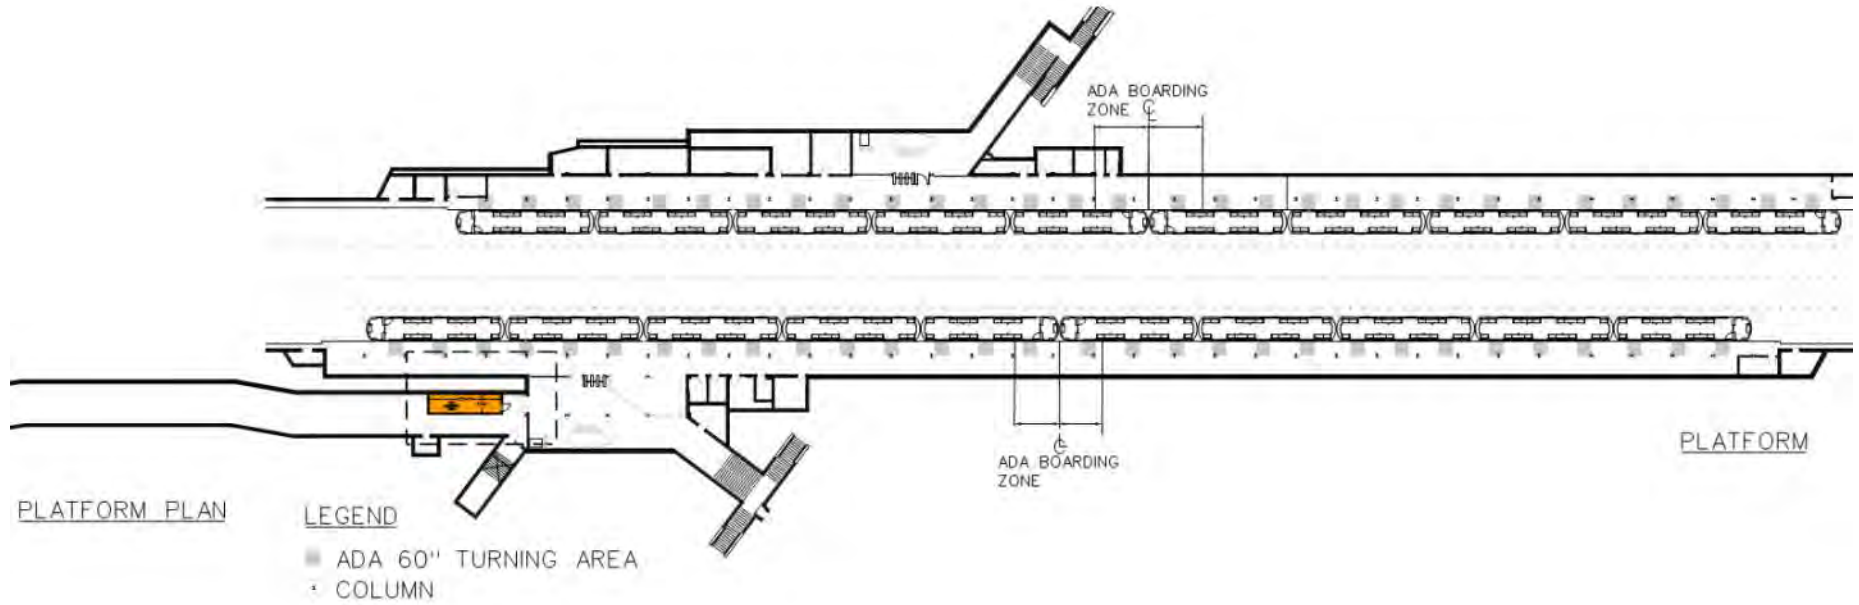 ADA BOARDING
ZONE ℄
PLATFORM
ADA BOARDING
ZONE
PLATFORM PLAN
LEGEND
ADA 60" TURNING AREA
COLUMN